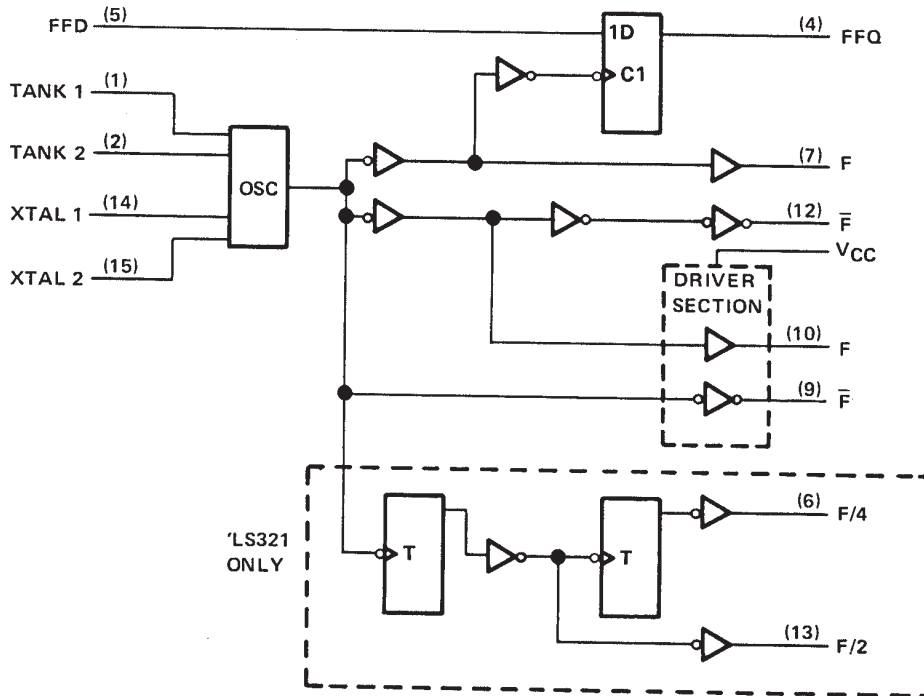 FFD (5)
1D
(4) FFQ
C1
TANK 1 (1)
TANK 2 (2)
OSC
XTAL 1 (14)
XTAL 2 (15)
(7) F
(12) F̅
VCC
DRIVER
SECTION
(10) F
(9) F̅
'LS321
ONLY
T
T
(6) F/4
(13) F/2